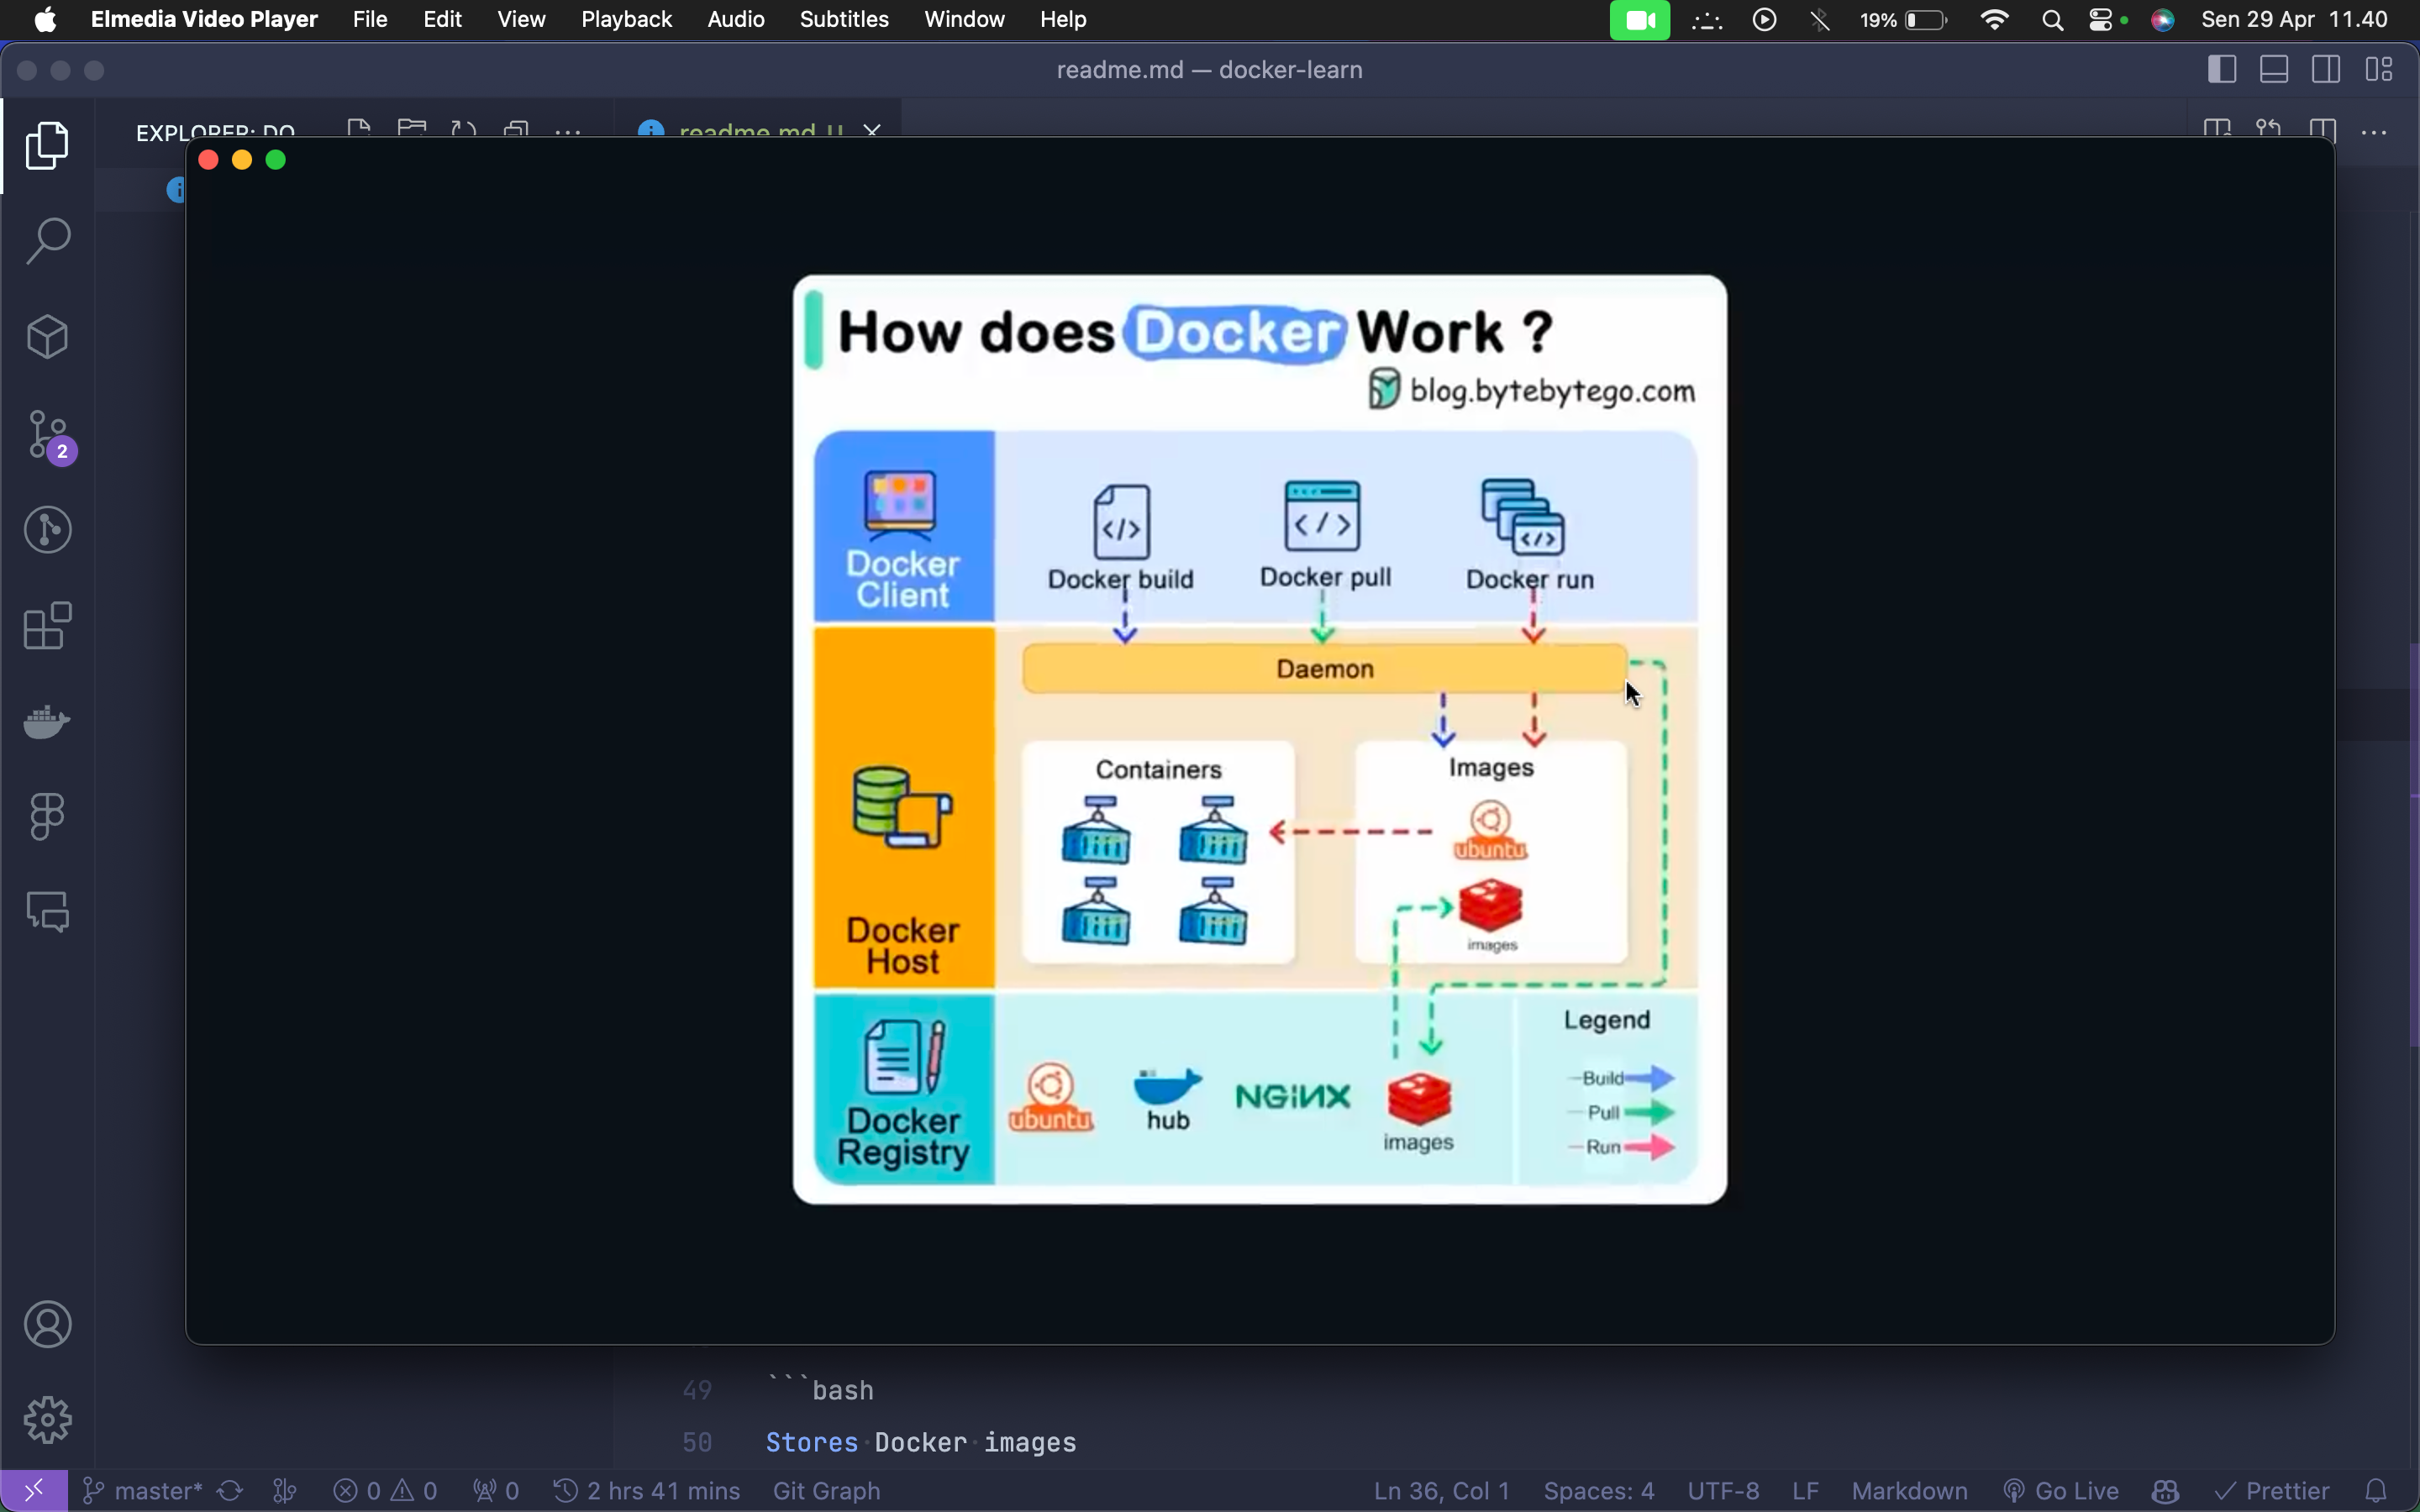 Elmedia Video Player File Edit View Playback Audio Subtitles Window Help 19% Sen 29 Apr 11.40
readme.md — docker-learn
EXPLORER: DO readme.md U
How does Docker Work ?
blog.bytebytego.com
Docker Client
Docker build Docker pull Docker run
Daemon
Containers Images
ubuntu
images
Docker Host
Docker Registry
ubuntu hub NGINX images
Legend
Build
Pull
Run
2
49 ```bash
50 Stores Docker images
master* 0 0 0 2 hrs 41 mins Git Graph Ln 36, Col 1 Spaces: 4 UTF-8 LF Markdown Go Live Prettier